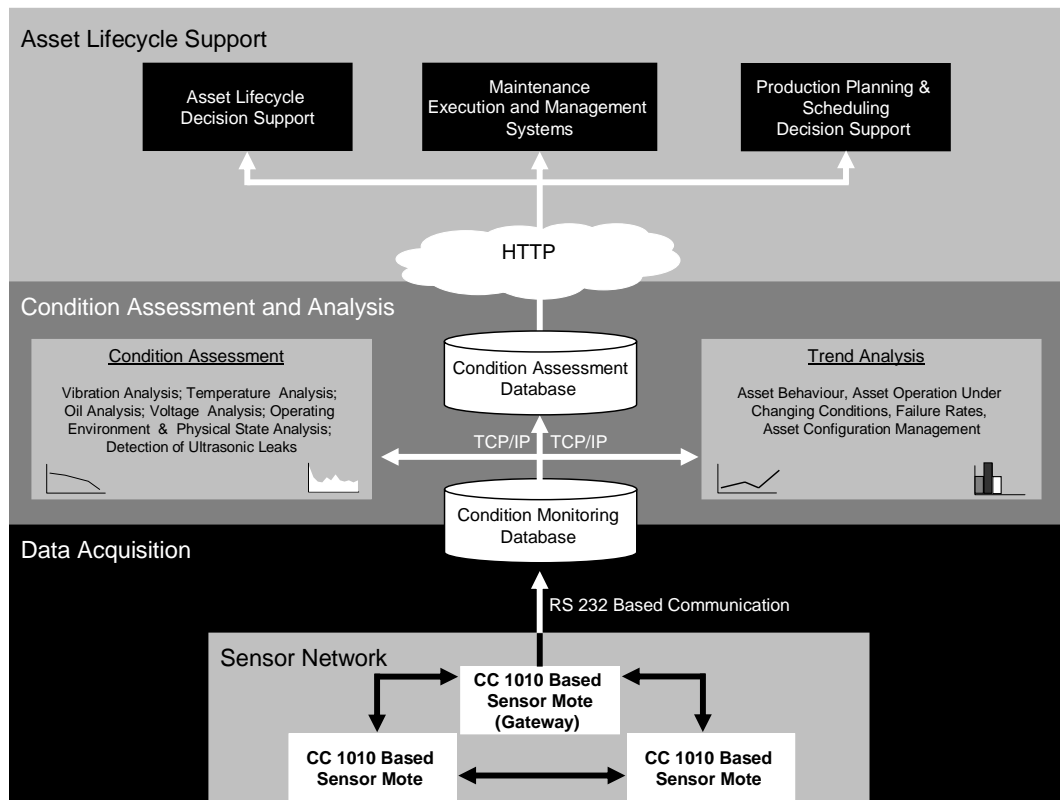 Asset Lifecycle Support
Asset Lifecycle
Decision Support
Maintenance
Execution and Management
Systems
Production Planning &
Scheduling
Decision Support
HTTP
Condition Assessment and Analysis
Condition Assessment
Vibration Analysis; Temperature Analysis;
Oil Analysis; Voltage Analysis; Operating
Environment & Physical State Analysis;
Detection of Ultrasonic Leaks
Condition Assessment
Database
Trend Analysis
Asset Behaviour, Asset Operation Under
Changing Conditions, Failure Rates,
Asset Configuration Management
TCP/IP
TCP/IP
Condition Monitoring
Database
Data Acquisition
RS 232 Based Communication
Sensor Network
CC 1010 Based
Sensor Mote
(Gateway)
CC 1010 Based
Sensor Mote
CC 1010 Based
Sensor Mote